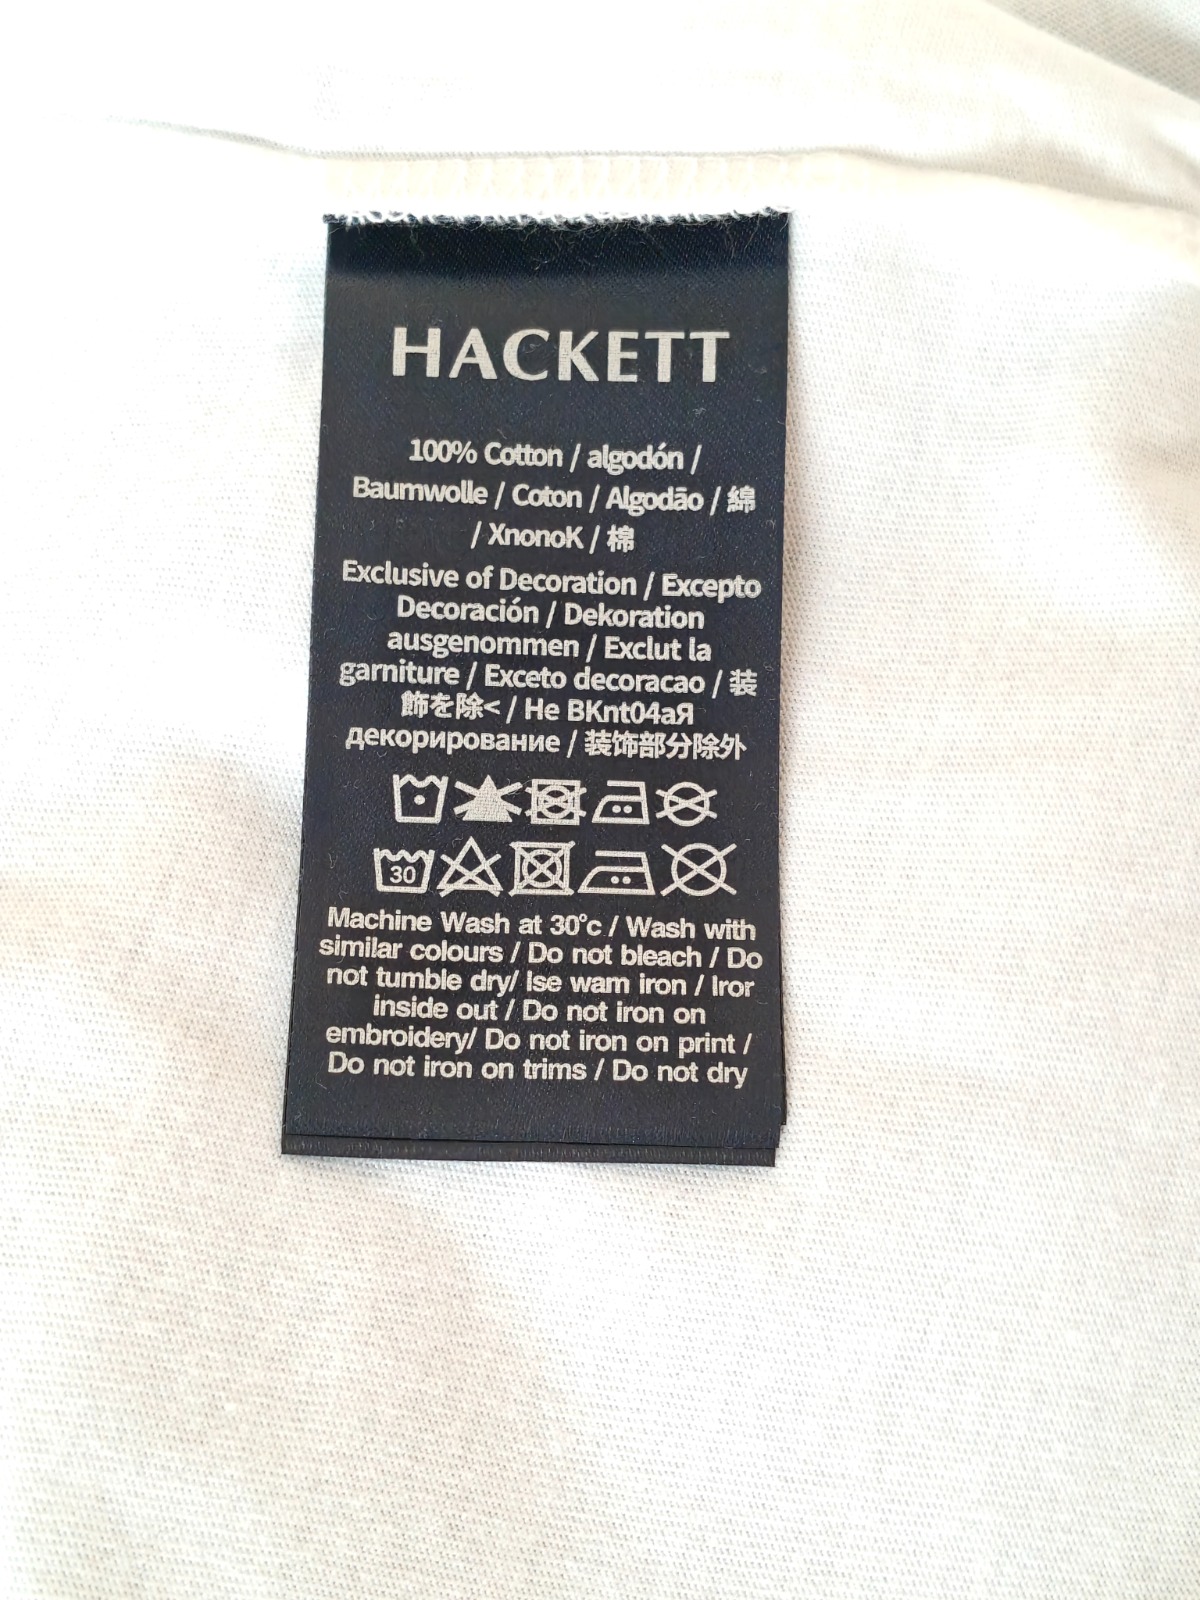 HACKETT
100% Cotton / algodón /
Baumwolle / Coton / Algodão / 綿
/ XnonoK / 棉
Exclusive of Decoration / Excepto
Decoración / Dekoration
ausgenommen / Exclut la
garniture / Exceto decoracao / 装
飾を除< / He BKnt04aЯ
декорирование / 装饰部分除外
30
Machine Wash at 30°c / Wash with
similar colours / Do not bleach / Do
not tumble dry/ Ise wam iron / Iror
inside out / Do not iron on
embroidery/ Do not iron on print /
Do not iron on trims / Do not dry